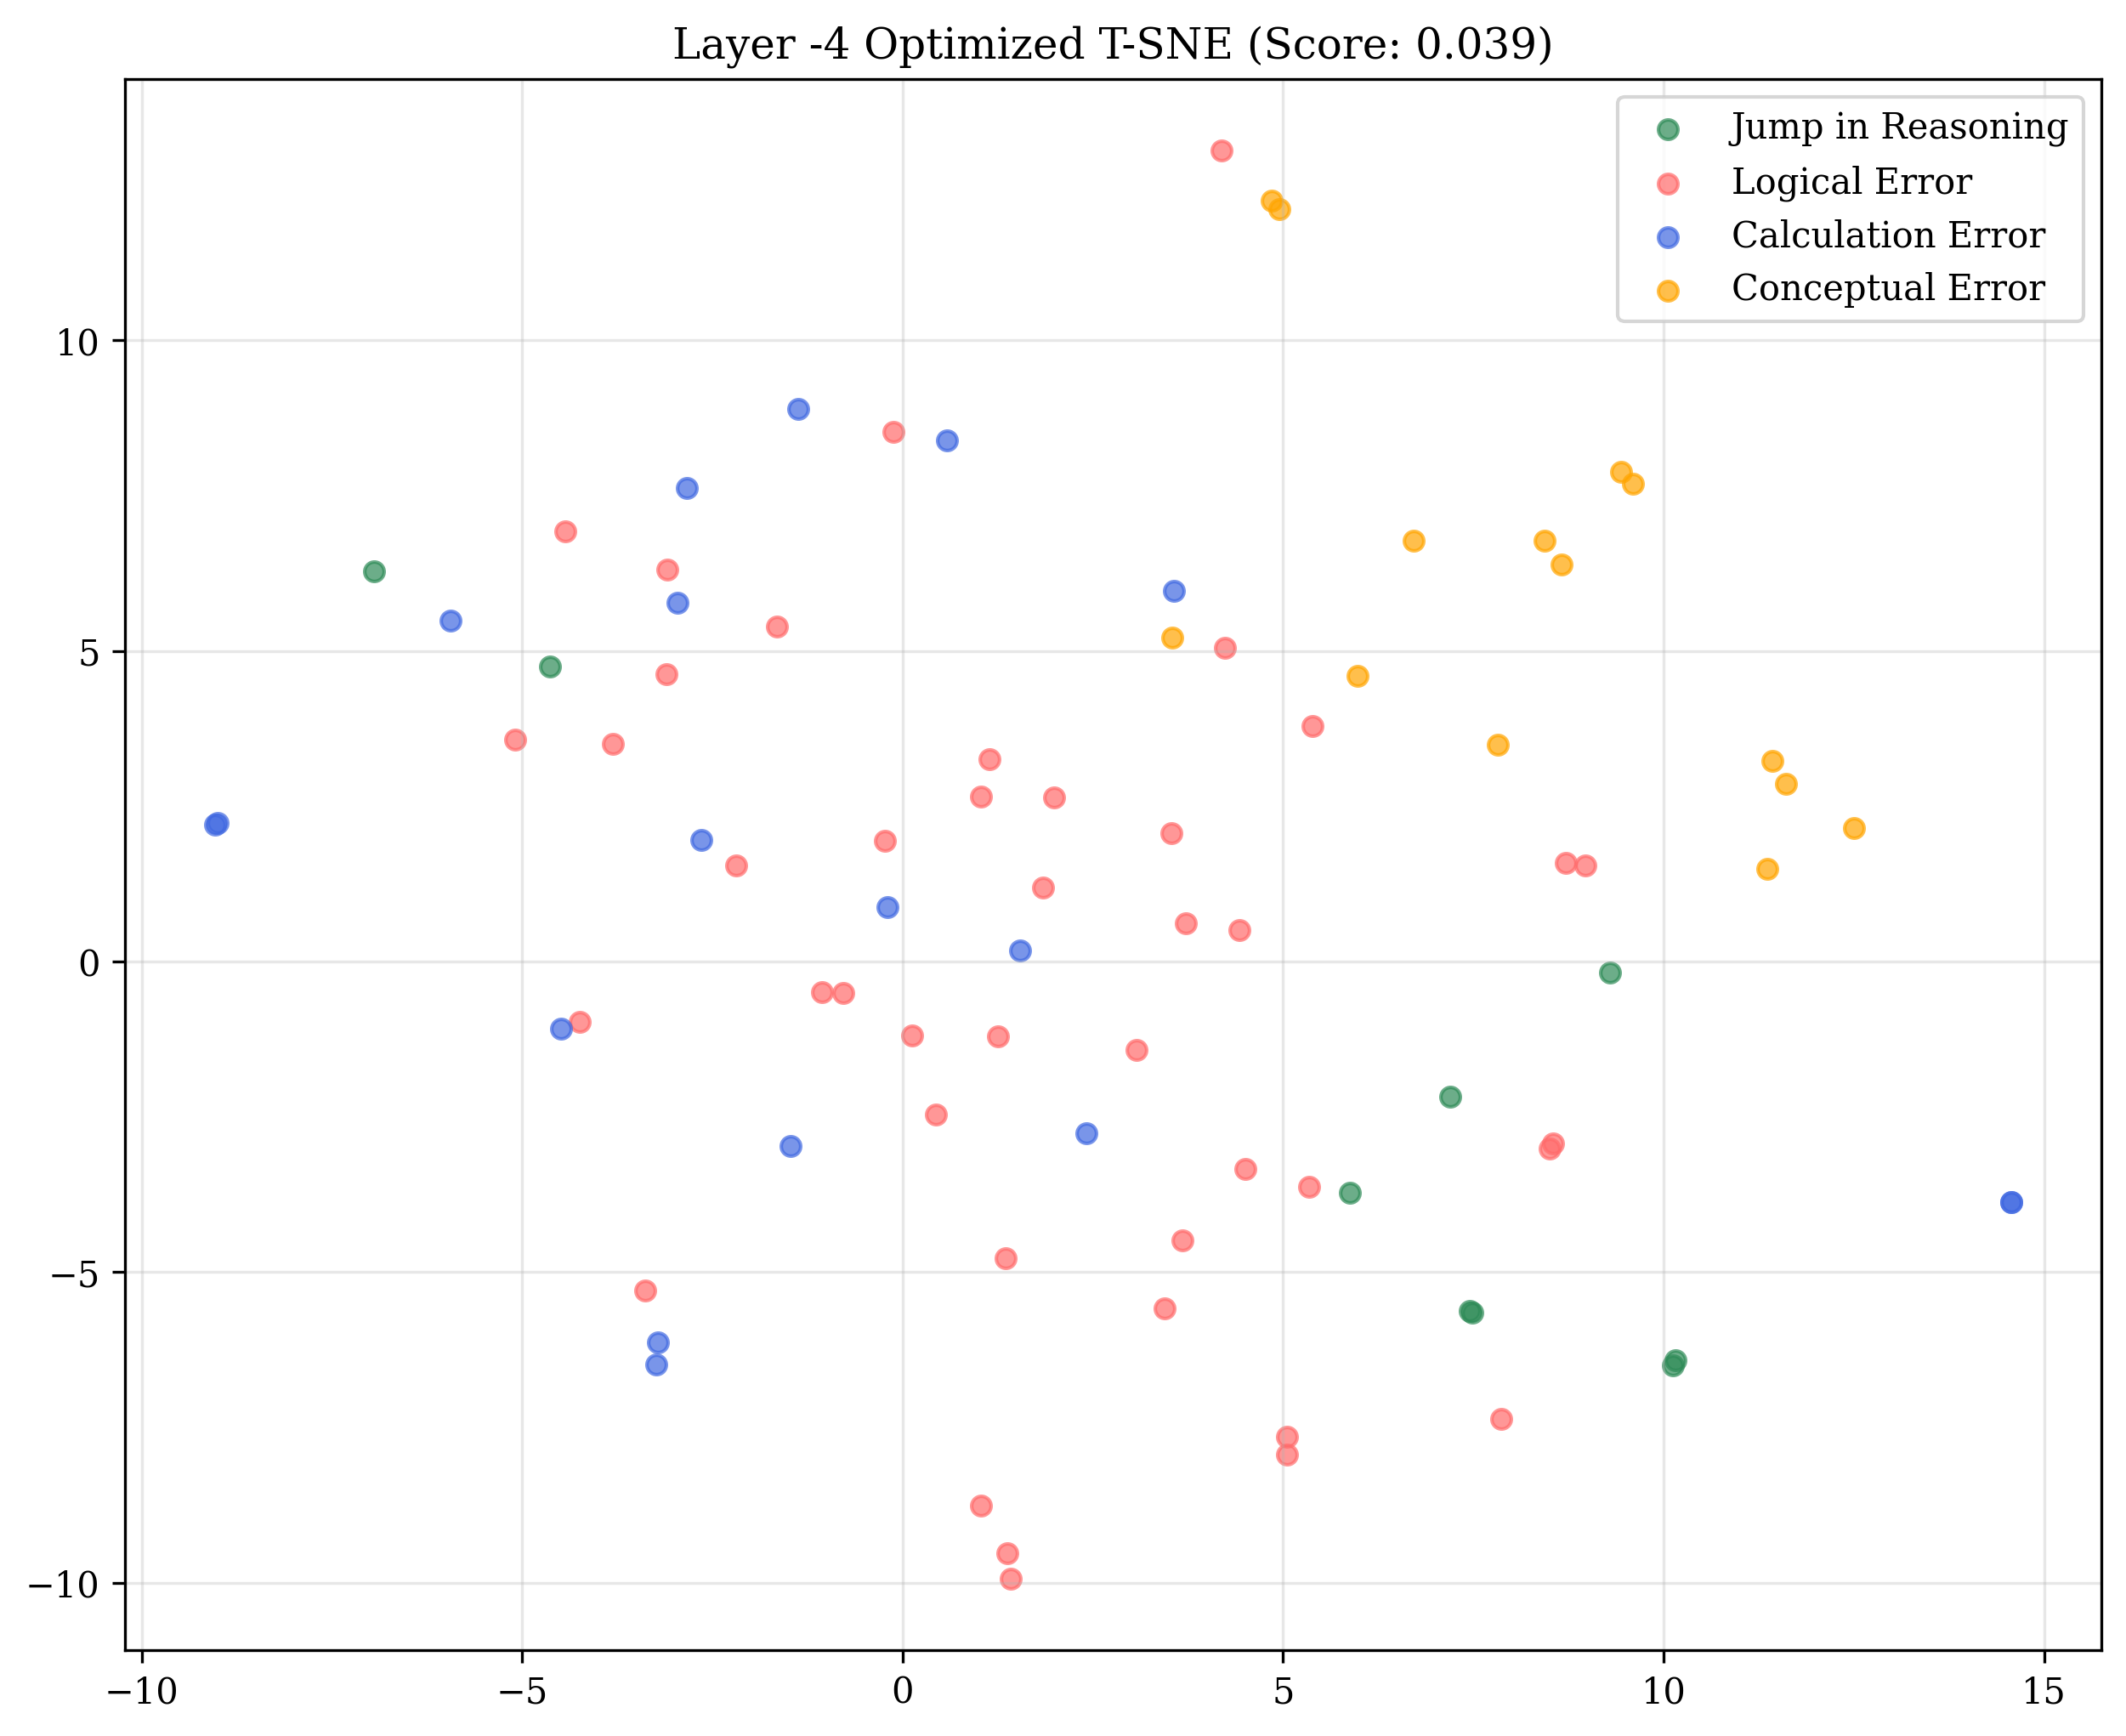 Layer -4 Optimized T-SNE (Score: 0.039)
Jump in Reasoning
Logical Error
Calculation Error
Conceptual Error
10
5
0
−5
−10
−10
−5
0
5
10
15